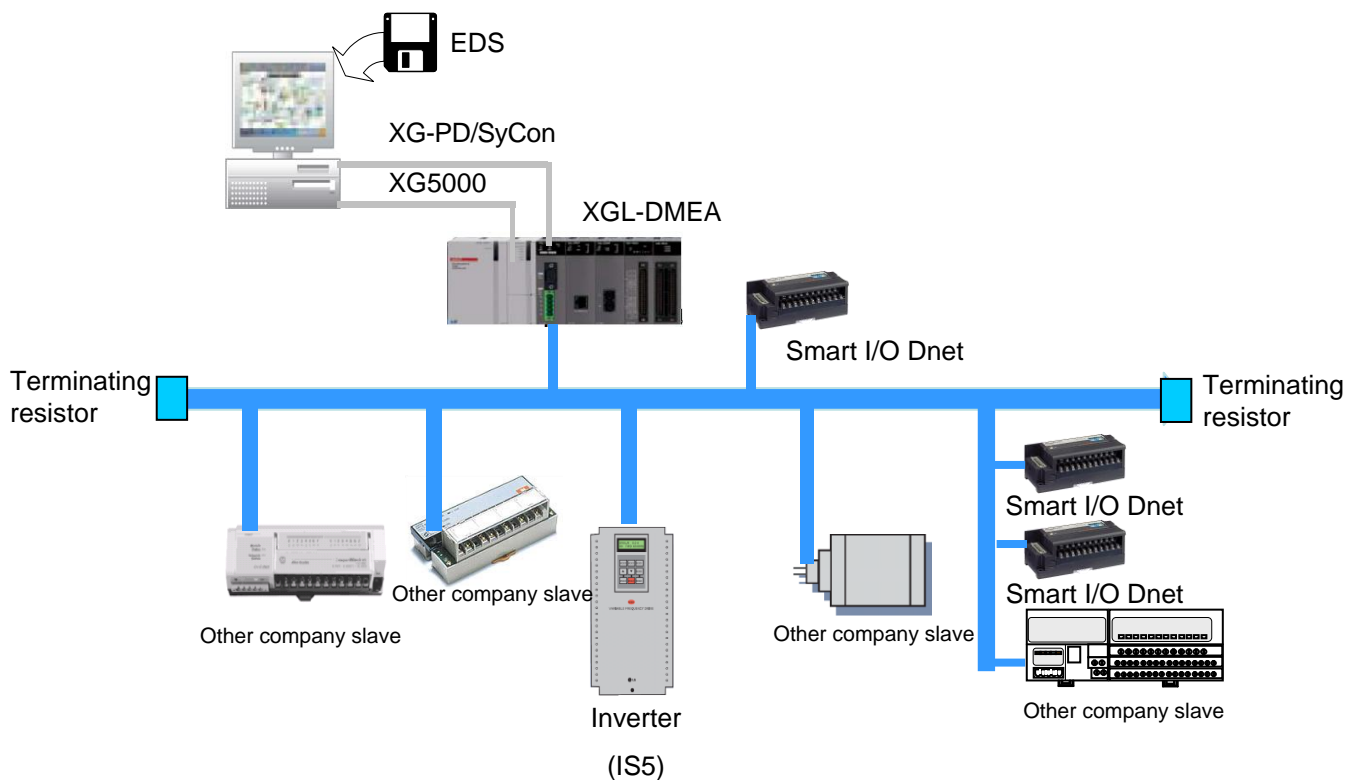 EDS
XG-PD/SyCon
XG5000
XGL-DMEA
Smart I/O Dnet
Terminating
resistor
Terminating
resistor
Smart I/O Dnet
Other company slave
Smart I/O Dnet
Other company slave
Other company slave
Other company slave
Inverter
(IS5)